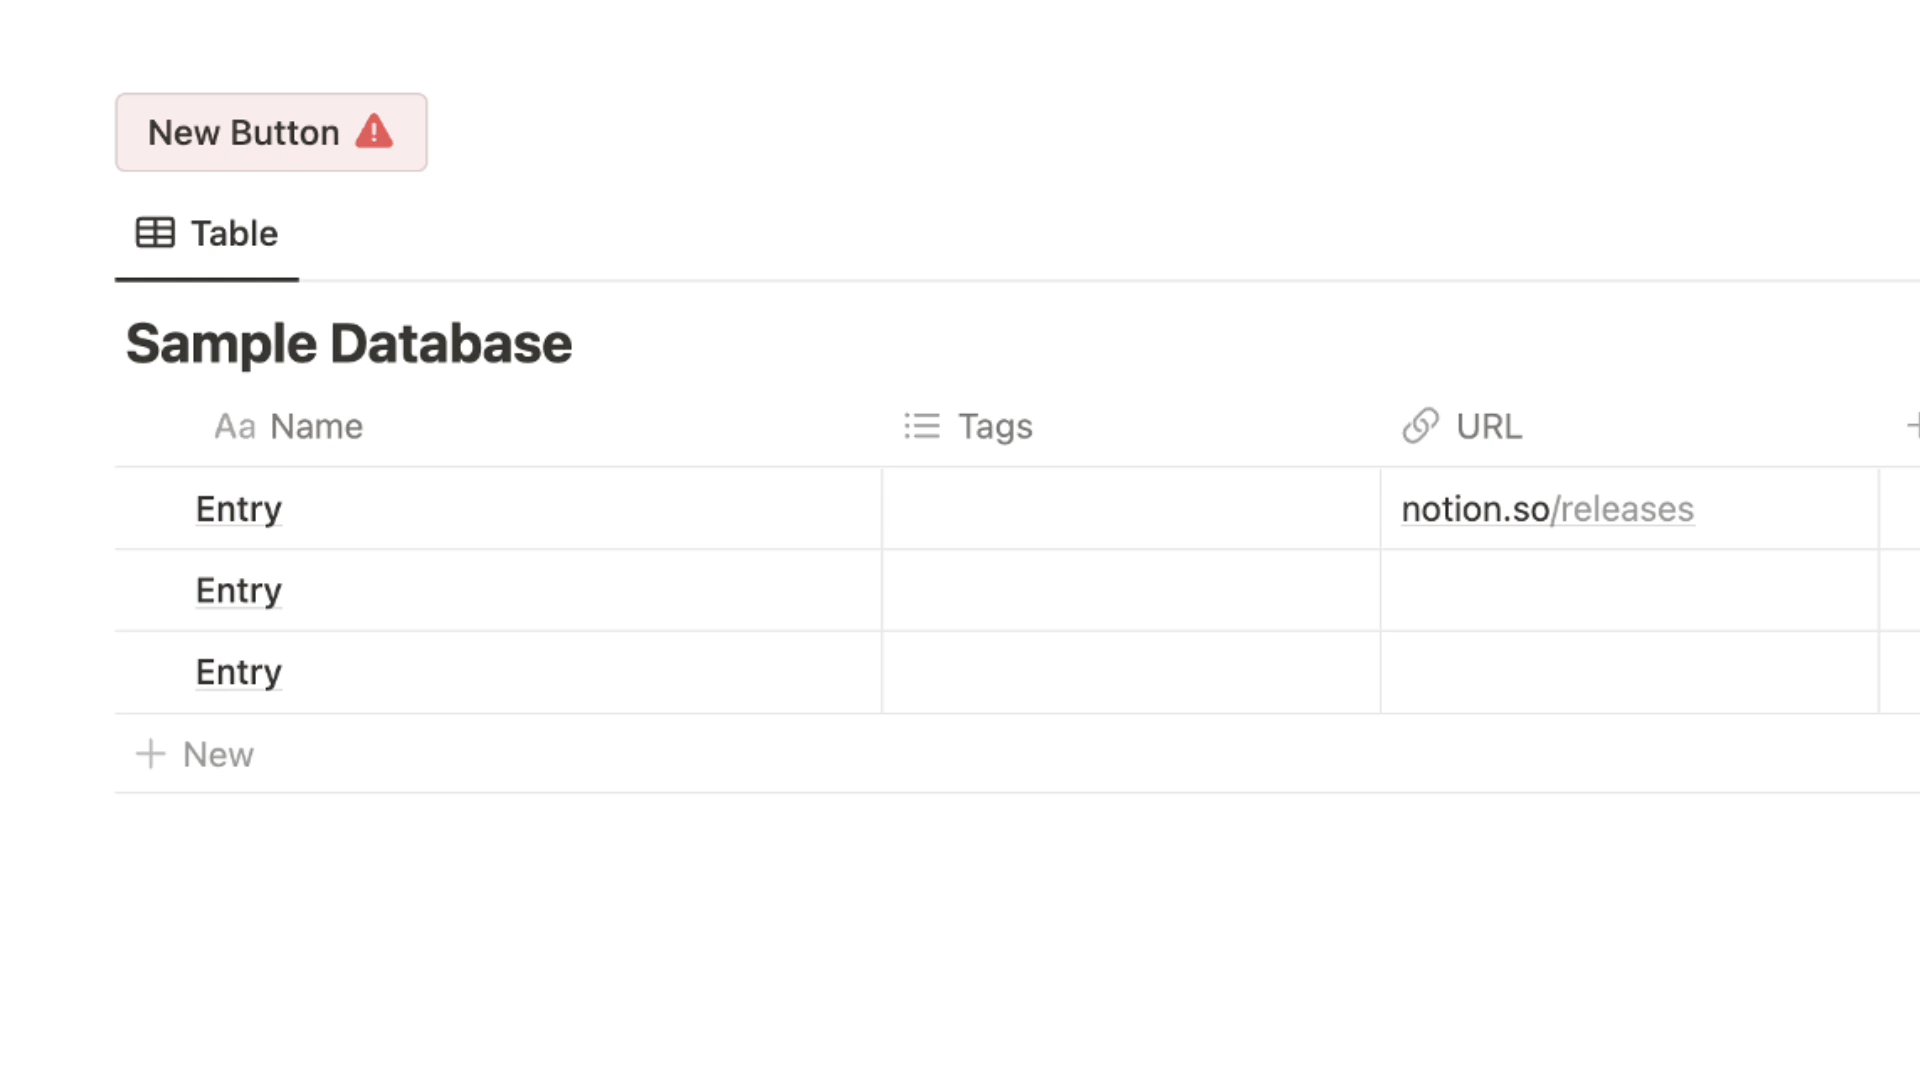 New Button
Table
Sample Database
Aa Name Tags URL
Entry notion.so/releases
Entry
Entry
New